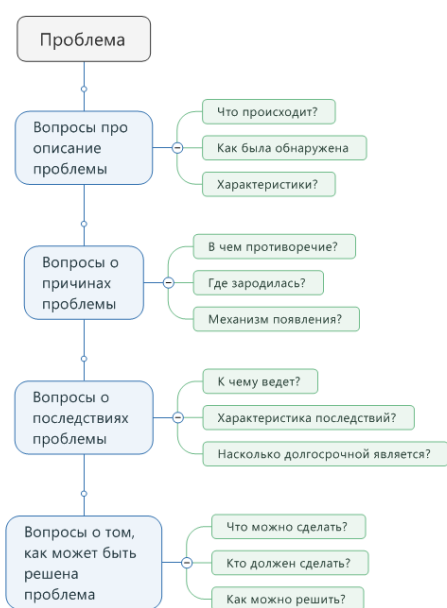 Проблема
Вопросы про
описание
проблемы
Что происходит?
Как была обнаружена
Характеристики?
Вопросы о
причинах
проблемы
В чем противоречие?
Где зародилась?
Механизм появления?
Вопросы о
последствиях
проблемы
К чему ведет?
Характеристика последствий?
Насколько долгосрочной является?
Вопросы о том,
как может быть
решена
проблема
Что можно сделать?
Кто должен сделать?
Как можно решить?